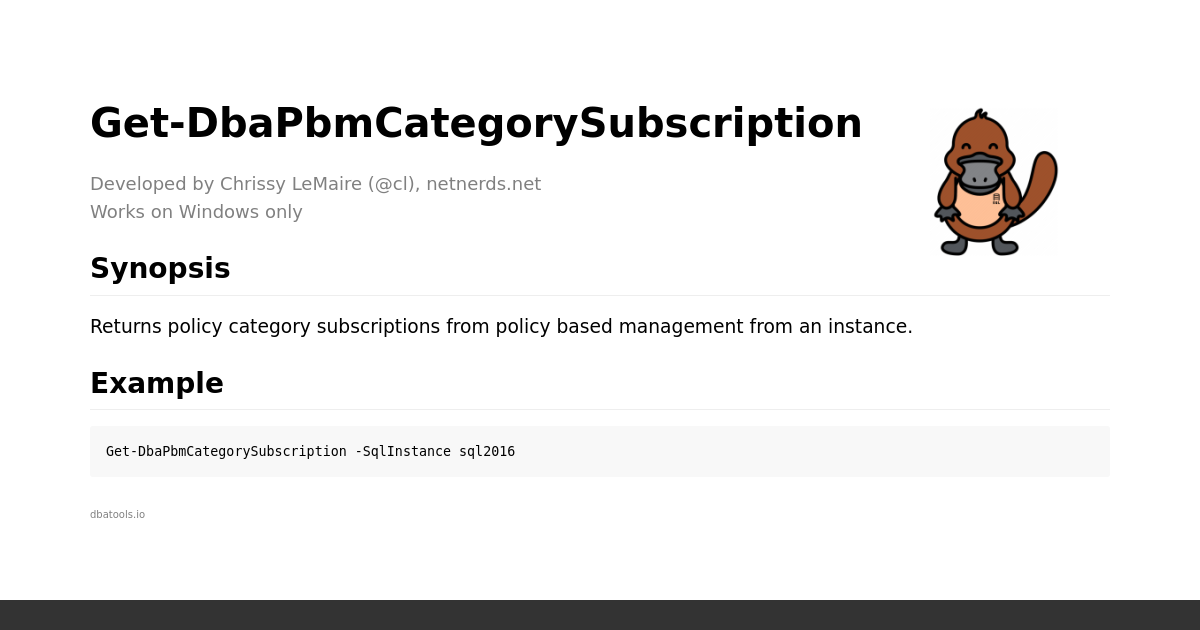 Get-DbaPbmCategorySubscription
Developed by Chrissy LeMaire (@cl), netnerds.net
Works on Windows only
Synopsis
Returns policy category subscriptions from policy based management from an instance.
Example
Get-DbaPbmCategorySubscription -SqlInstance sql2016
dbatools.io